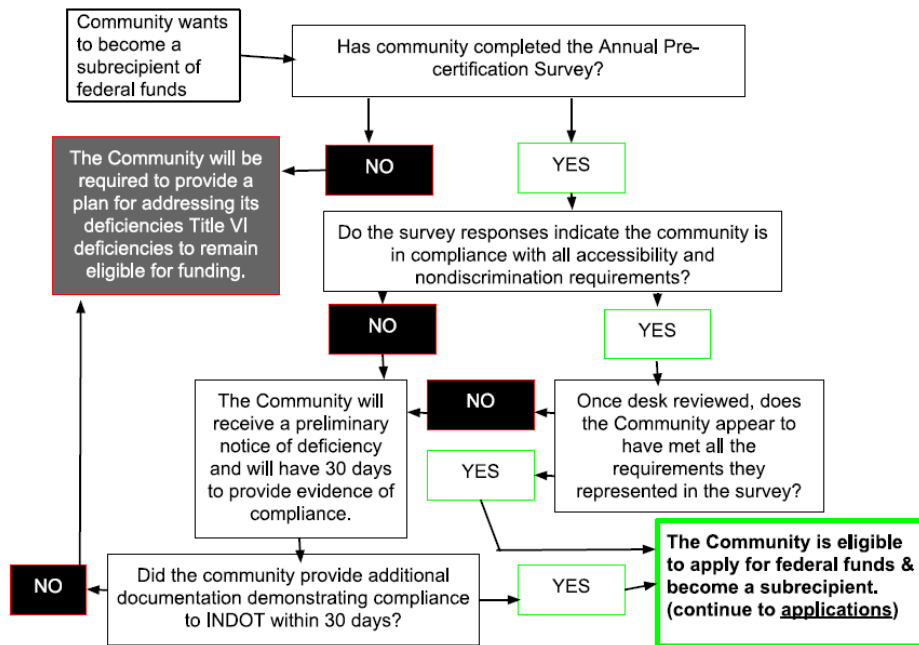 Community wants
to become a
subrecipient of
federal funds
Has community completed the Annual Pre-
certification Survey?
NO
YES
The Community will be
required to provide a
plan for addressing its
deficiencies Title VI
deficiencies to remain
eligible for funding.
Do the survey responses indicate the community is
in compliance with all accessibility and
nondiscrimination requirements?
NO
YES
The Community will
receive a preliminary
notice of deficiency
and will have 30 days
to provide evidence of
compliance.
NO
Once desk reviewed, does
the Community appear to
have met all the
requirements they
represented in the survey?
YES
The Community is eligible
to apply for federal funds &
become a subrecipient.
(continue to applications)
NO
Did the community provide additional
documentation demonstrating compliance
to INDOT within 30 days?
YES